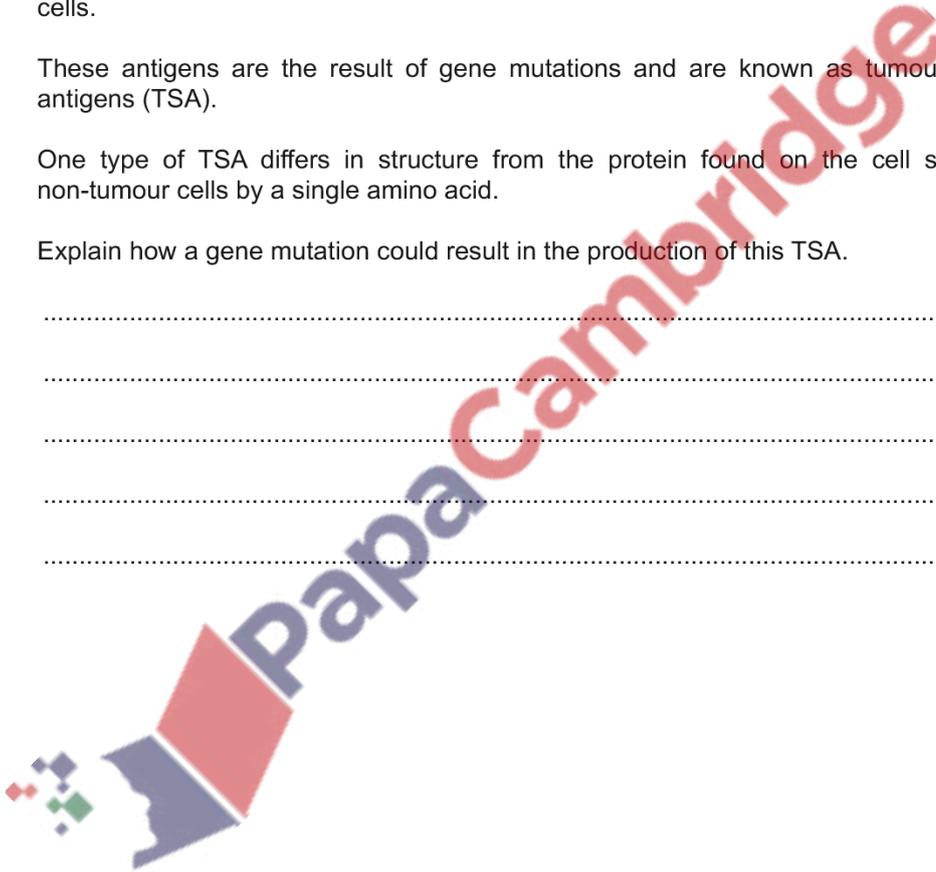 cells.
These antigens are the result of gene mutations and are known as tumou
antigens (TSA).
One type of TSA differs in structure from the protein found on the cell s
non-tumour cells by a single amino acid.
Explain how a gene mutation could result in the production of this TSA.
PapaCambridge